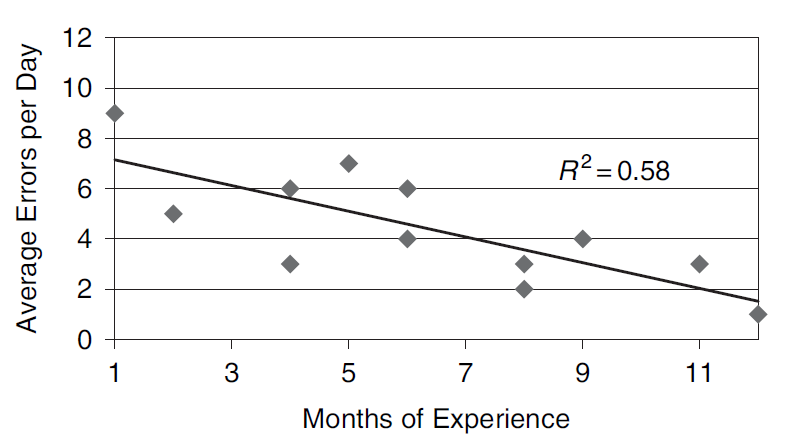 Average Errors per Day
12
10
8
6
4
2
0
R² = 0.58
1 3 5 7 9 11
Months of Experience